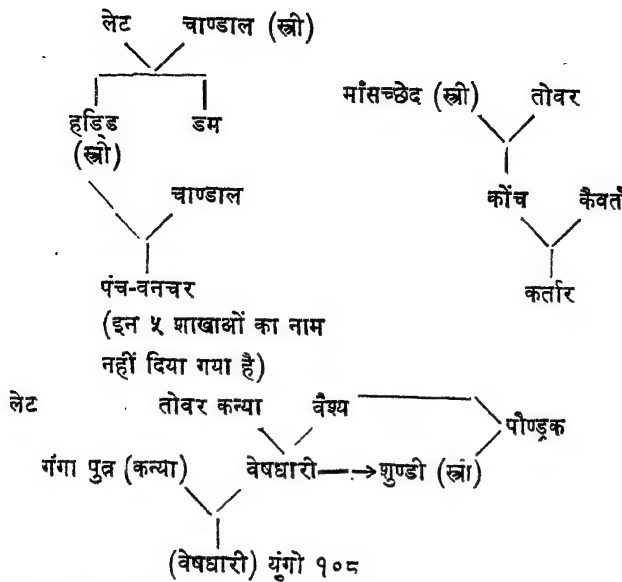 लेट चाण्डाल (स्त्री)
हड्डि डम
(स्त्री)
चाण्डाल
पंच-वनचर
(इन ५ शाखाओं का नाम
नहीं दिया गया है)
मांसच्छेद (स्त्री) तोवर
कोंच कैवर्त
कर्तार
लेट तोवर कन्या वैश्य
पौण्ड्रक
गंगा पुत्र (कन्या) वेषधारी शुण्डी (स्त्री)
(वेषधारी) युंगो १०८